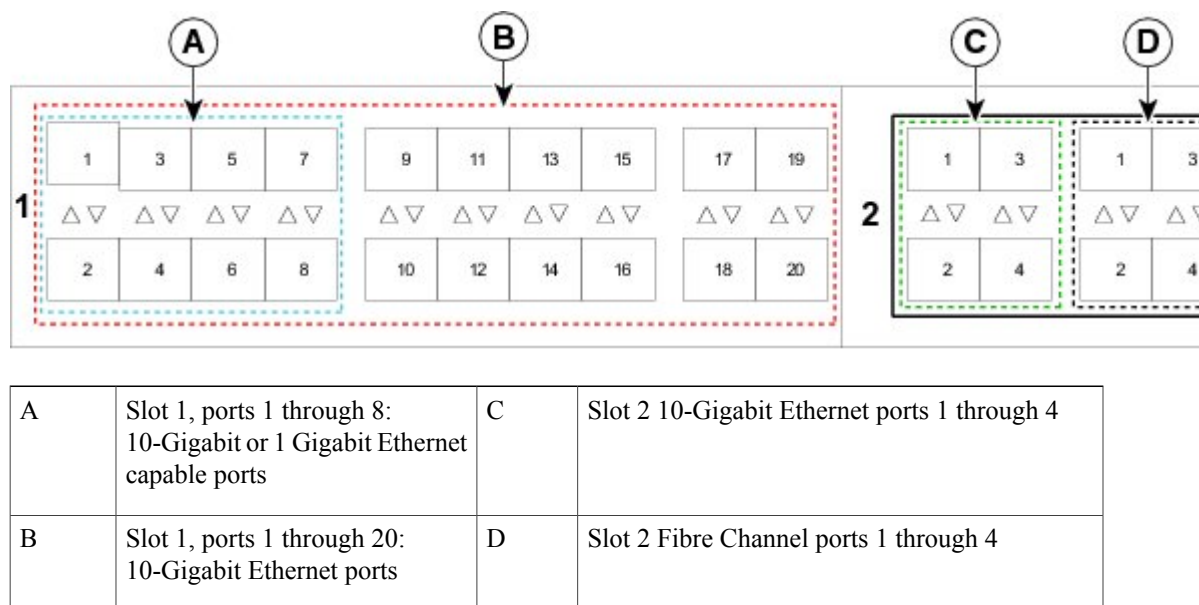 A B C D
1 3 5 7 9 11 13 15 17 19 1 3 1 3
1 2
2 4 6 8 10 12 14 16 18 20 2 4 2 4
A Slot 1, ports 1 through 8: C Slot 2 10-Gigabit Ethernet ports 1 through 4
10-Gigabit or 1 Gigabit Ethernet
capable ports
B Slot 1, ports 1 through 20: D Slot 2 Fibre Channel ports 1 through 4
10-Gigabit Ethernet ports